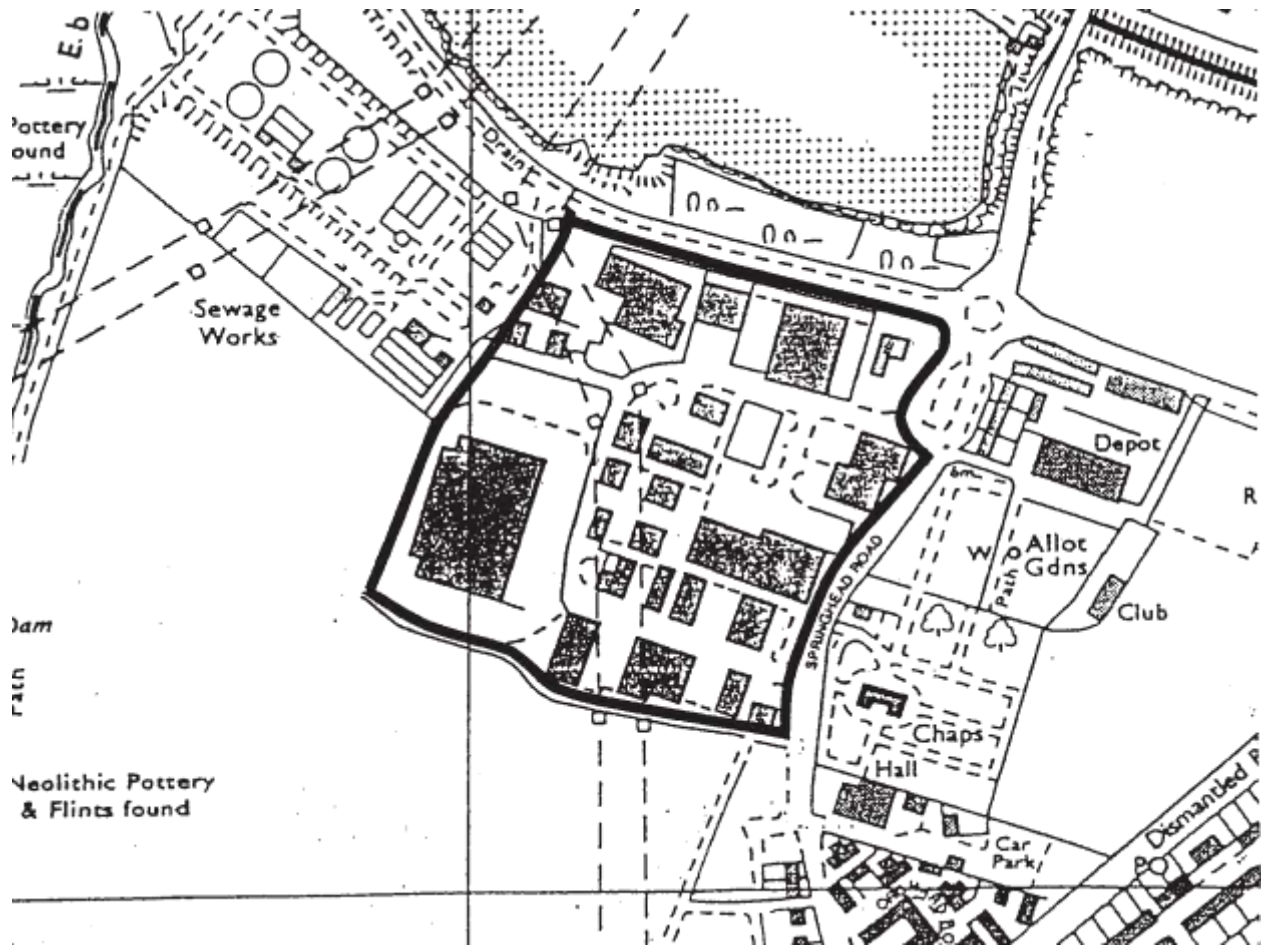 E.b
Pottery
ound
Drain
Sewage
Works
Depot
6m
R
W
Allot
Gdns
Path
Club
SPRINGHEAD ROAD
Dam
Path
Chaps
Hall
Neolithic Pottery
& Flints found
Car
Park
Dismantled R